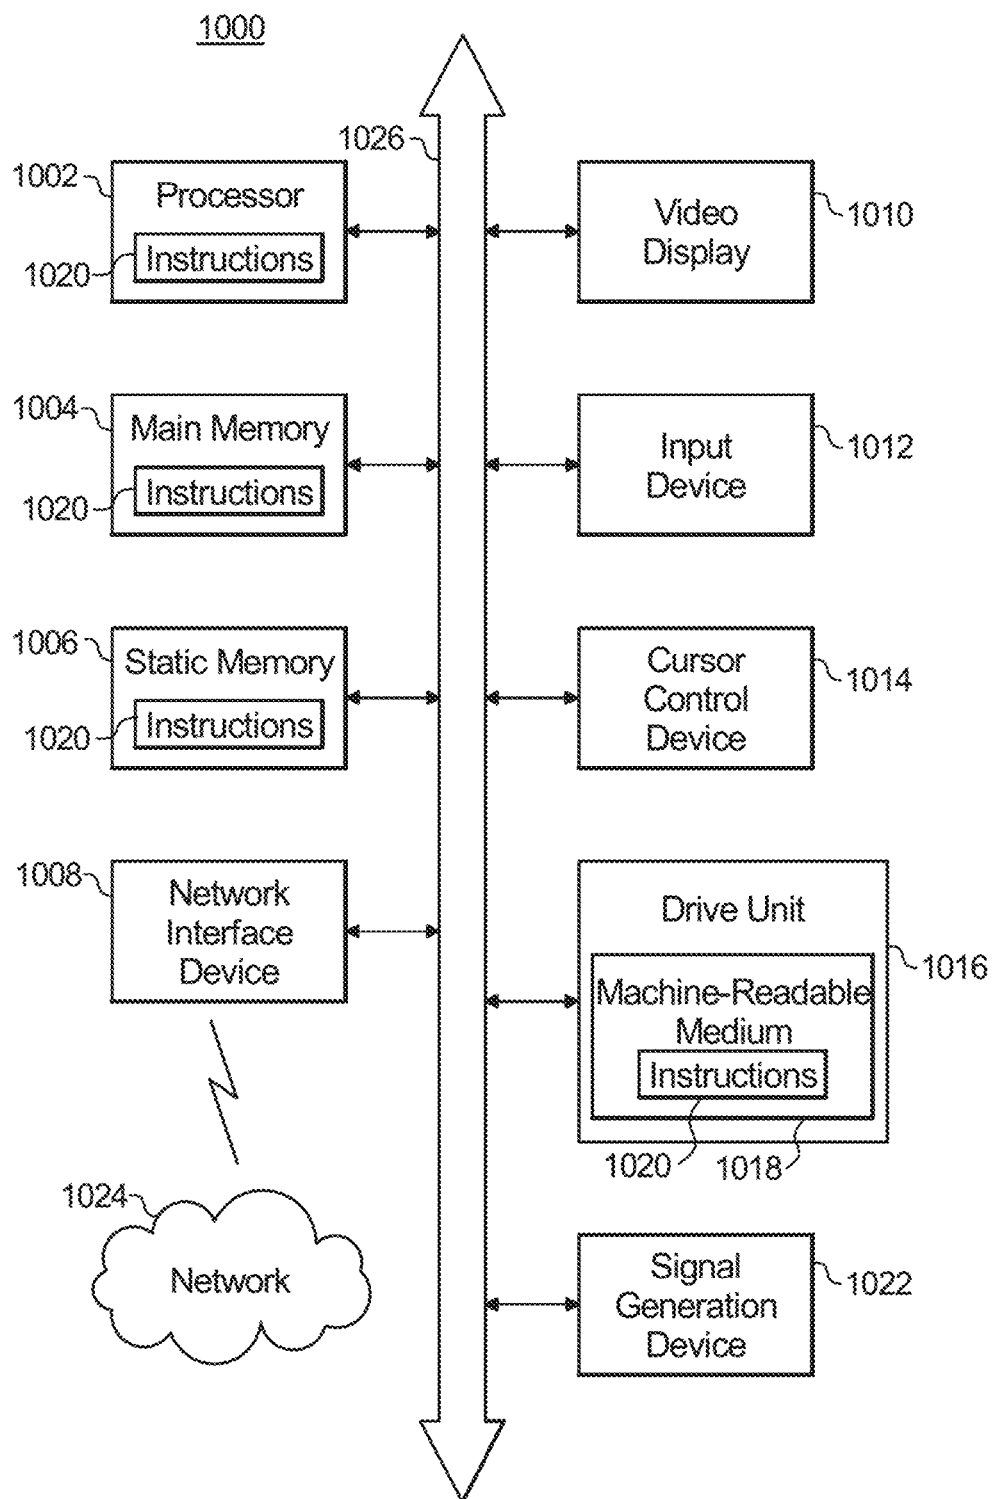 1000
1026
1002
Processor
1020
Instructions
Video
Display
1010
1004
Main Memory
1020
Instructions
Input
Device
1012
1006
Static Memory
1020
Instructions
Cursor
Control
Device
1014
1008
Network
Interface
Device
Drive Unit
1016
Machine-Readable
Medium
Instructions
1020
1018
1024
Network
Signal
Generation
Device
1022